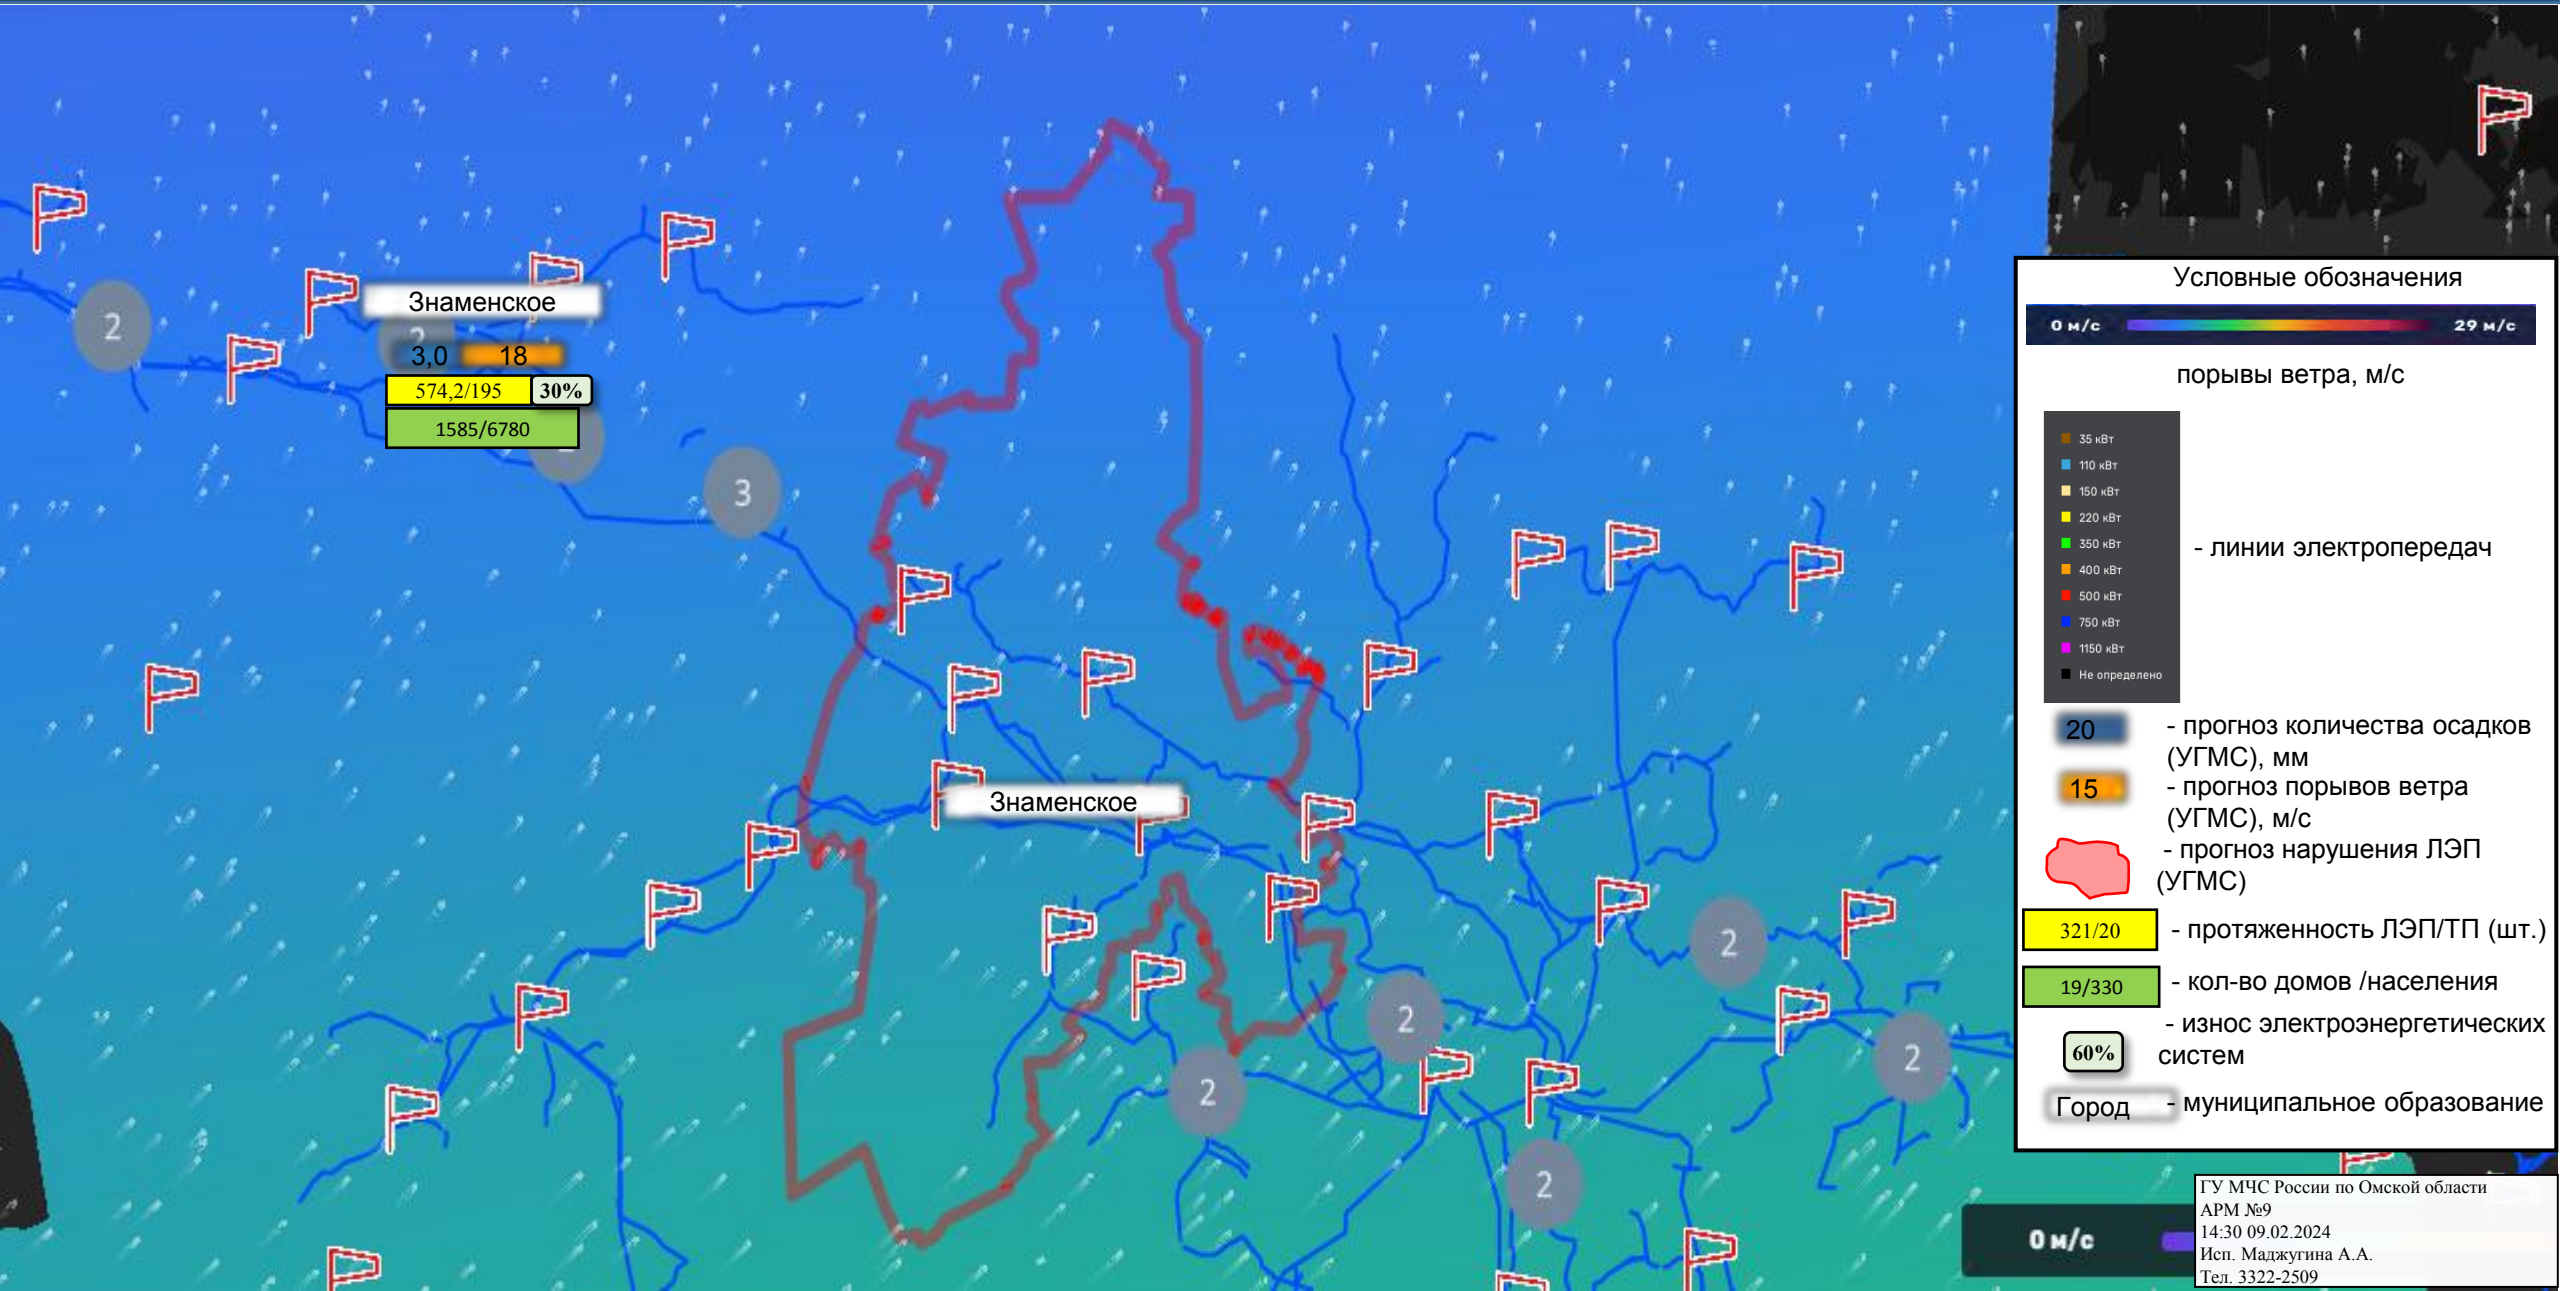 Знаменское
2
2
3,0
18
574,2/195
30%
1585/6780
3
Знаменское
2
2
2
2
2
Условные обозначения
0 м/с
29 м/с
порывы ветра, м/с
35 кВт
110 кВт
150 кВт
220 кВт
350 кВт
400 кВт
500 кВт
750 кВт
1150 кВт
Не определено
- линии электропередач
20
- прогноз количества осадков
(УГМС), мм
15
- прогноз порывов ветра
(УГМС), м/с
- прогноз нарушения ЛЭП
(УГМС)
321/20
- протяженность ЛЭП/ТП (шт.)
19/330
- кол-во домов /населения
60%
- износ электроэнергетических
систем
Город
- муниципальное образование
0 м/с
ГУ МЧС России по Омской области
АРМ №9
14:30 09.02.2024
Исп. Маджугина А.А.
Тел. 3322-2509